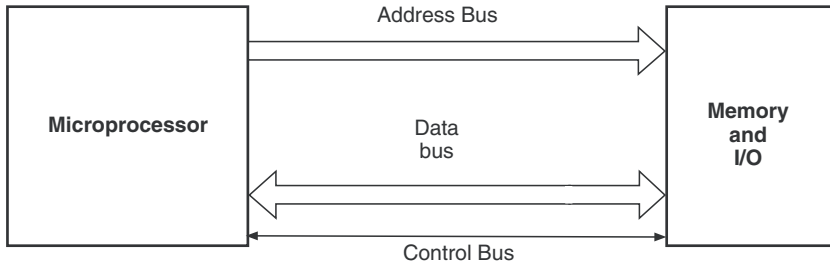 Address Bus
Microprocessor
Data
bus
Memory
and
I/O
Control Bus